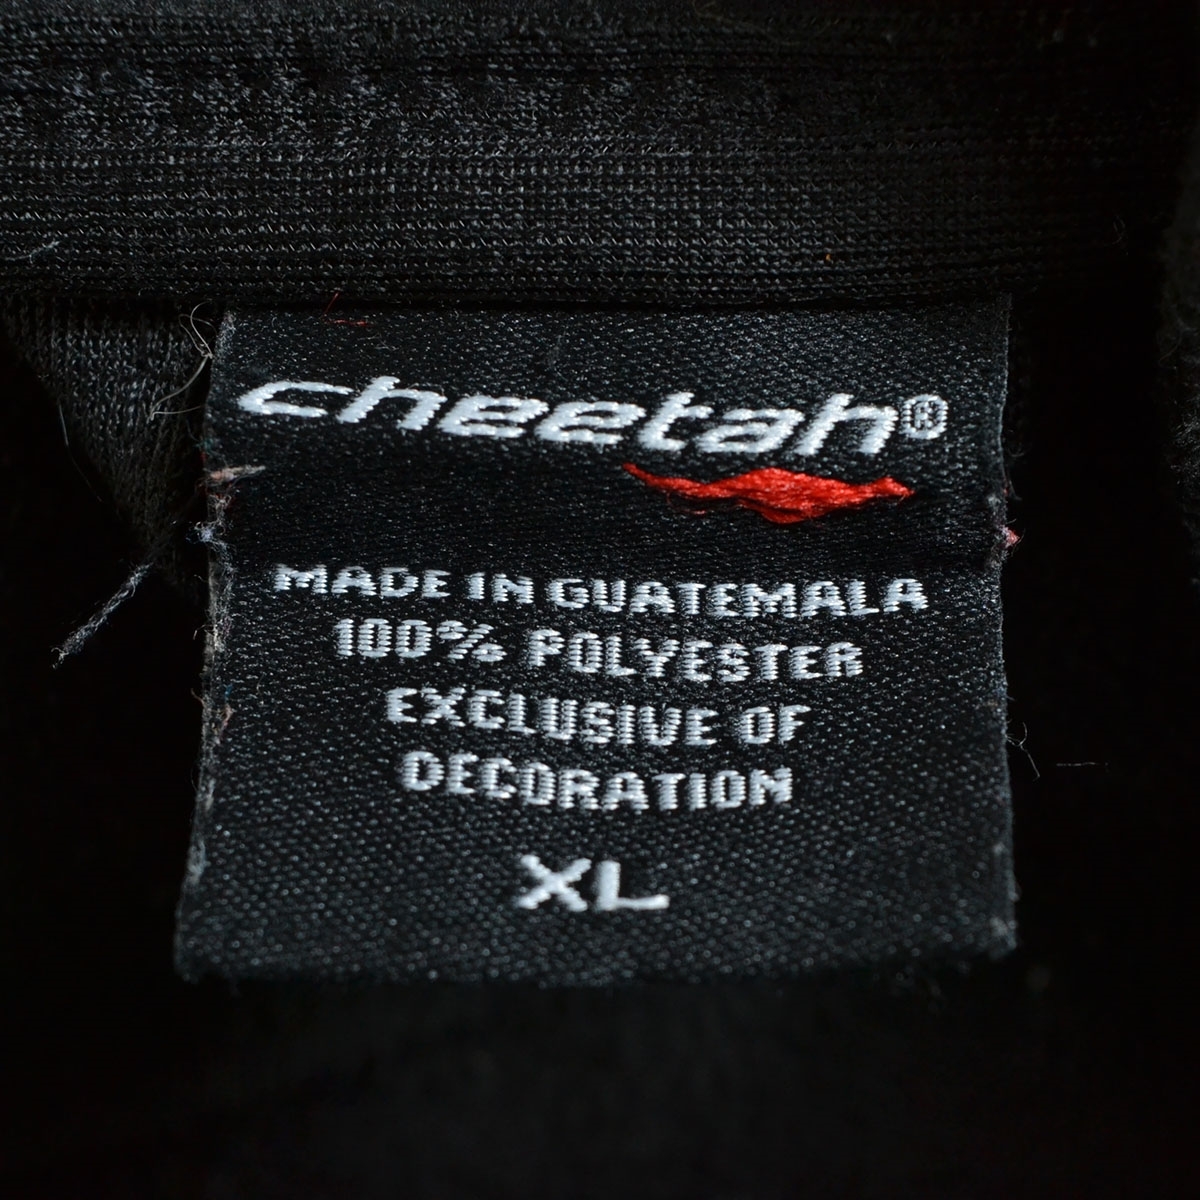 cheetah®
MADE IN GUATEMALA
100% POLYESTER
EXCLUSIVE OF
DECORATION
XL